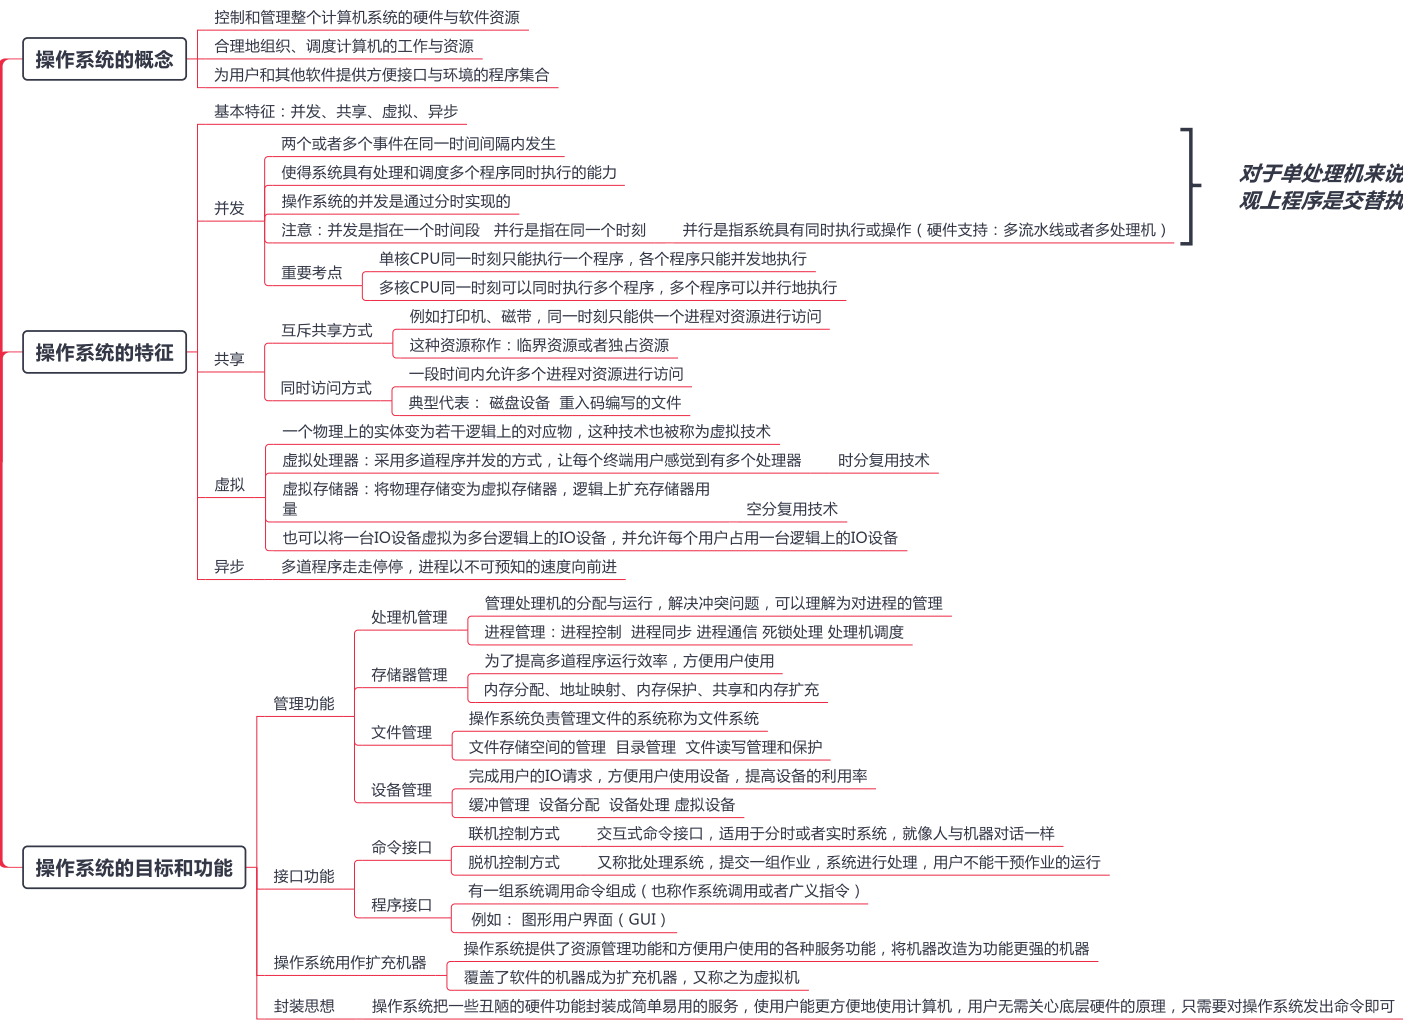 控制和管理整个计算机系统的硬件与软件资源
操作系统的概念
合理地组织、调度计算机的工作与资源
为用户和其他软件提供方便接口与环境的程序集合
基本特征：并发、共享、虚拟、异步
两个或者多个事件在同一时间间隔内发生
使得系统具有处理和调度多个程序同时执行的能力
对于单处理机来说
观上程序是交替执
操作系统的并发是通过分时实现的
并发
注意：并发是指在一个时间段 并行是指在同一个时刻 并行是指系统具有同时执行或操作（硬件支持：多流水线或者多处理机）
重要考点
单核CPU同一时刻只能执行一个程序，各个程序只能并发地执行
多核CPU同一时刻可以同时执行多个程序，多个程序可以并行地执行
操作系统的特征
共享
互斥共享方式
例如打印机、磁带，同一时刻只能供一个进程对资源进行访问
这种资源称作：临界资源或者独占资源
同时访问方式
一段时间内允许多个进程对资源进行访问
典型代表： 磁盘设备 重入码编写的文件
虚拟
一个物理上的实体变为若干逻辑上的对应物，这种技术也被称为虚拟技术
虚拟处理器：采用多道程序并发的方式，让每个终端用户感觉到有多个处理器 时分复用技术
虚拟存储器：将物理存储变为虚拟存储器，逻辑上扩充存储器用
量 空分复用技术
也可以将一台IO设备虚拟为多台逻辑上的IO设备，并允许每个用户占用一台逻辑上的IO设备
异步 多道程序走走停停，进程以不可预知的速度向前进
操作系统的目标和功能
管理功能
处理机管理
管理处理机的分配与运行，解决冲突问题，可以理解为对进程的管理
进程管理：进程控制 进程同步 进程通信 死锁处理 处理机调度
存储器管理
为了提高多道程序运行效率，方便用户使用
内存分配、地址映射、内存保护、共享和内存扩充
文件管理
操作系统负责管理文件的系统称为文件系统
文件存储空间的管理 目录管理 文件读写管理和保护
设备管理
完成用户的IO请求，方便用户使用设备，提高设备的利用率
缓冲管理 设备分配 设备处理 虚拟设备
接口功能
命令接口
联机控制方式 交互式命令接口，适用于分时或者实时系统，就像人与机器对话一样
脱机控制方式 又称批处理系统，提交一组作业，系统进行处理，用户不能干预作业的运行
程序接口
有一组系统调用命令组成（也称作系统调用或者广义指令）
例如： 图形用户界面（GUI）
操作系统用作扩充机器
操作系统提供了资源管理功能和方便用户使用的各种服务功能，将机器改造为功能更强的机器
覆盖了软件的机器成为扩充机器，又称之为虚拟机
封装思想 操作系统把一些丑陋的硬件功能封装成简单易用的服务，使用户能更方便地使用计算机，用户无需关心底层硬件的原理，只需要对操作系统发出命令即可